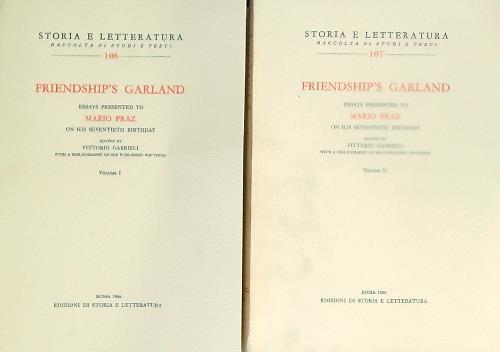 STORIA E LETTERATURA
RACCOLTA DI STUDI E TESTI
106
FRIENDSHIP'S GARLAND
ESSAYS PRESENTED TO
MARIO PRAZ
ON HIS SEVENTIETH BIRTHDAY
EDITED BY
VITTORIO GABRIELI
WITH A BIBLIOGRAPHY OF HIS PUBLISHED WRITINGS
VOLUME I
ROMA 1966
EDIZIONI DI STORIA E LETTERATURA
STORIA E LETTERATURA
RACCOLTA DI STUDI E TESTI
107
FRIENDSHIP'S GARLAND
ESSAYS PRESENTED TO
MARIO PRAZ
ON HIS SEVENTIETH BIRTHDAY
EDITED BY
VITTORIO GABRIELI
WITH A BIBLIOGRAPHY OF HIS PUBLISHED WRITINGS
VOLUME II
ROMA 1966
EDIZIONI DI STORIA E LETTERATURA